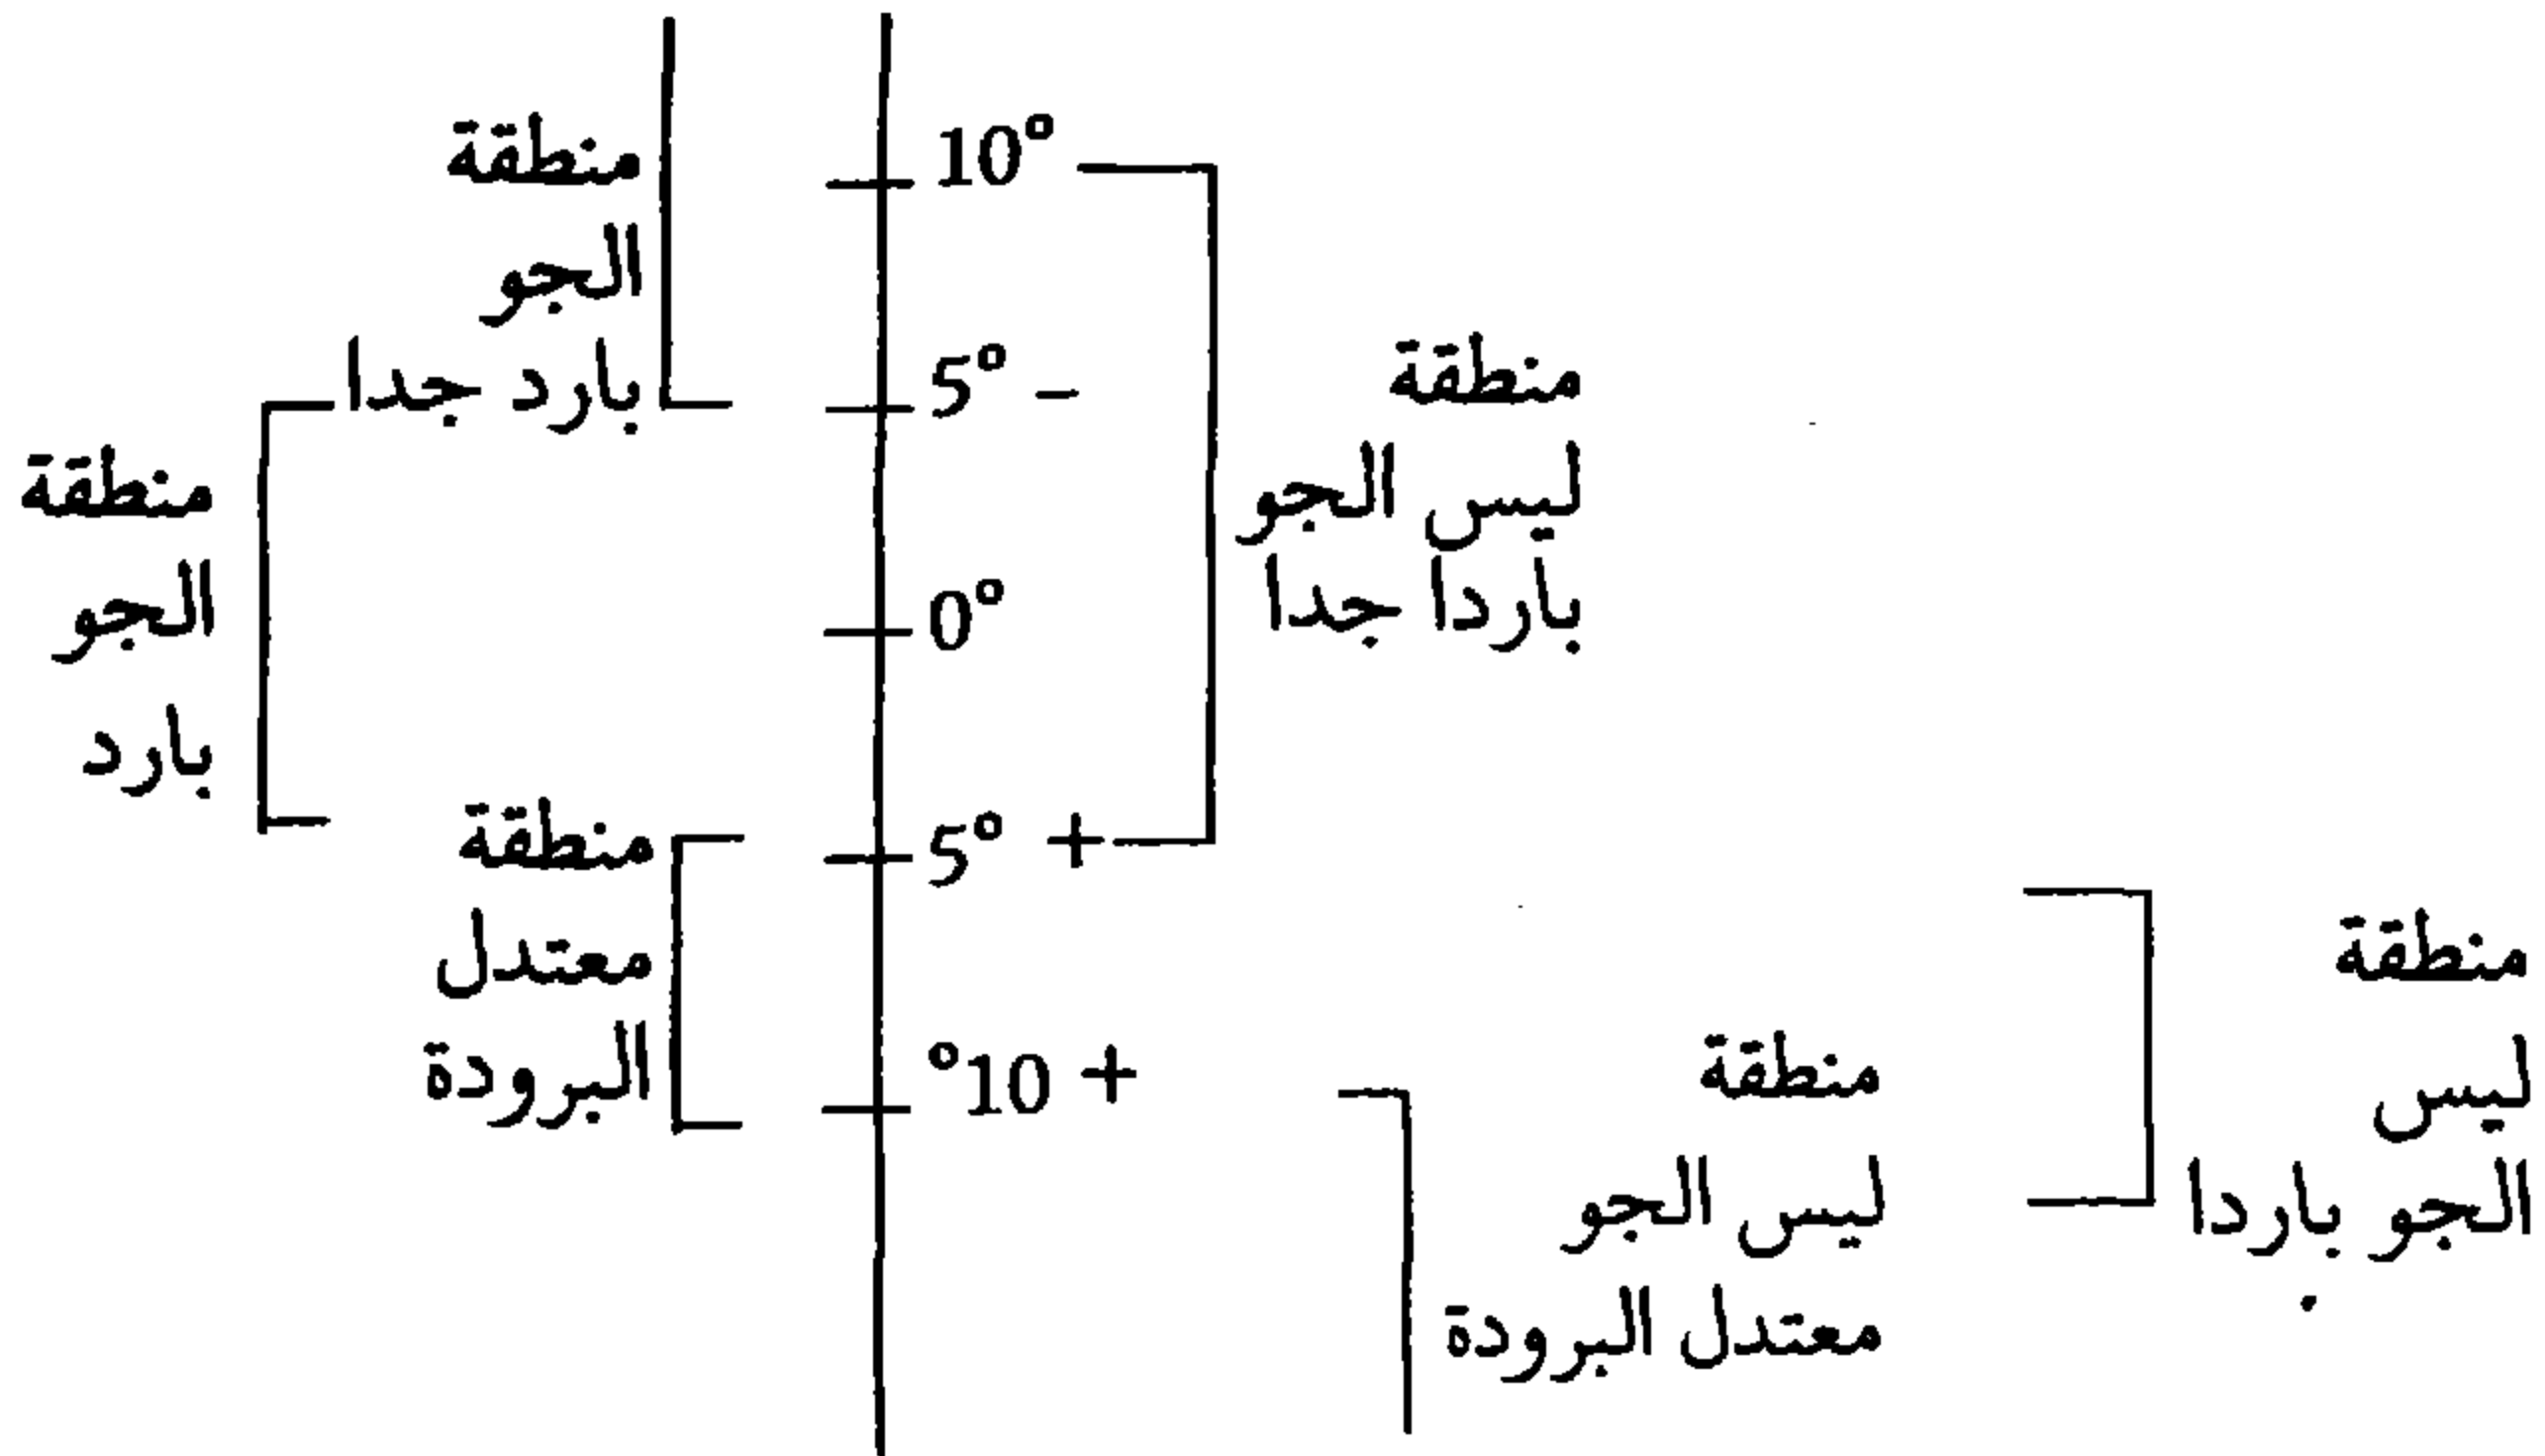 منطقة
الجو
بارد جدا
منطقة
الجو
بارد
منطقة
معتدل
البرودة
10°
5° -
0°
5° +
°10 +
منطقة
ليس الجو
باردا جدا
منطقة
ليس الجو
معتدل البرودة
منطقة
ليس
الجو باردا